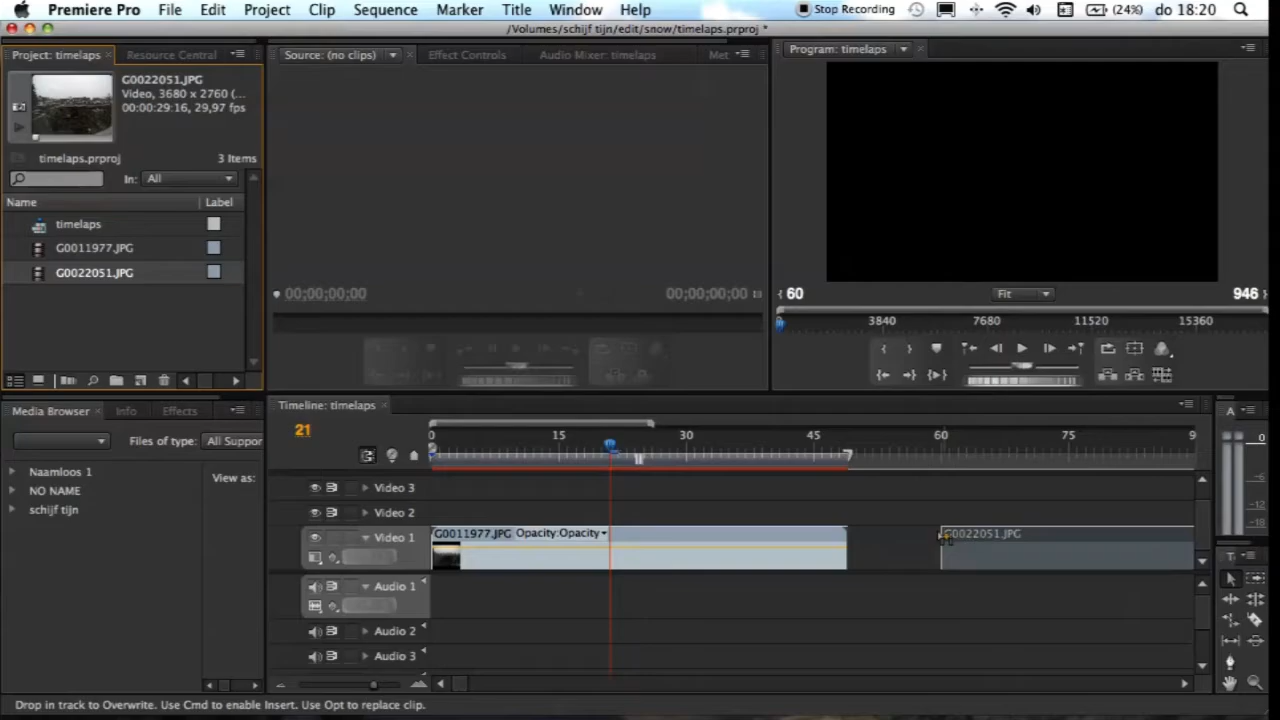 Premiere Pro File Edit Project Clip Sequence Marker Title Window Help Stop Recording (24%) do 18:20
/Volumes/schijf tijn/edit/snow/timelaps.prproj *
Project: timelaps × Resource Central Source: (no clips) Effect Controls Audio Mixer: timelaps Met Program: timelaps
G0022051.JPG
Video, 3680 x 2760 (...
00:00:29:16, 29,97 fps
timelaps.prproj 3 Items
In: All
Name Label
timelaps
G0011977.JPG
G0022051.JPG
00;00;00;00 00;00;00;00 60 Fit 946
0 3840 7680 11520 15360
Media Browser × Info Effects Timeline: timelaps × A
Files of type: All Suppor 21 0 15 30 45 60 75 9 0
Naamloos 1 View as:
NO NAME
schijf tijn
-6
-12
-18
Video 3
Video 2
Video 1 G0011977.JPG Opacity:Opacity G0022051.JPG
T
Audio 1
Audio 2
Audio 3
Drop in track to Overwrite. Use Cmd to enable Insert. Use Opt to replace clip.